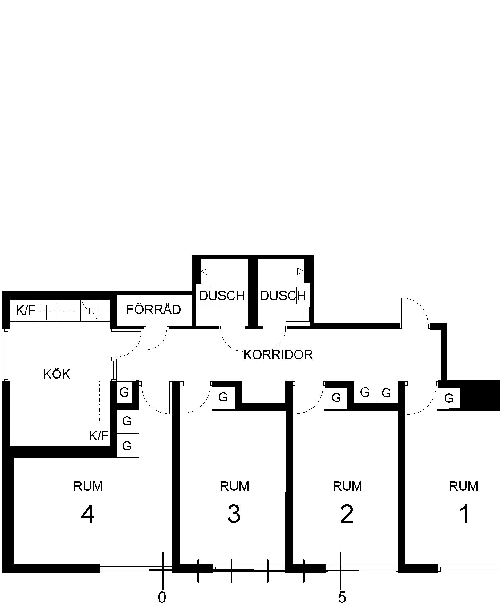 DUSCH DUSCH
K/F FÖRRÅD
KORRIDOR
KÖK
G G G G G
G
K/F G
RUM RUM RUM RUM
4 3 2 1
0 5